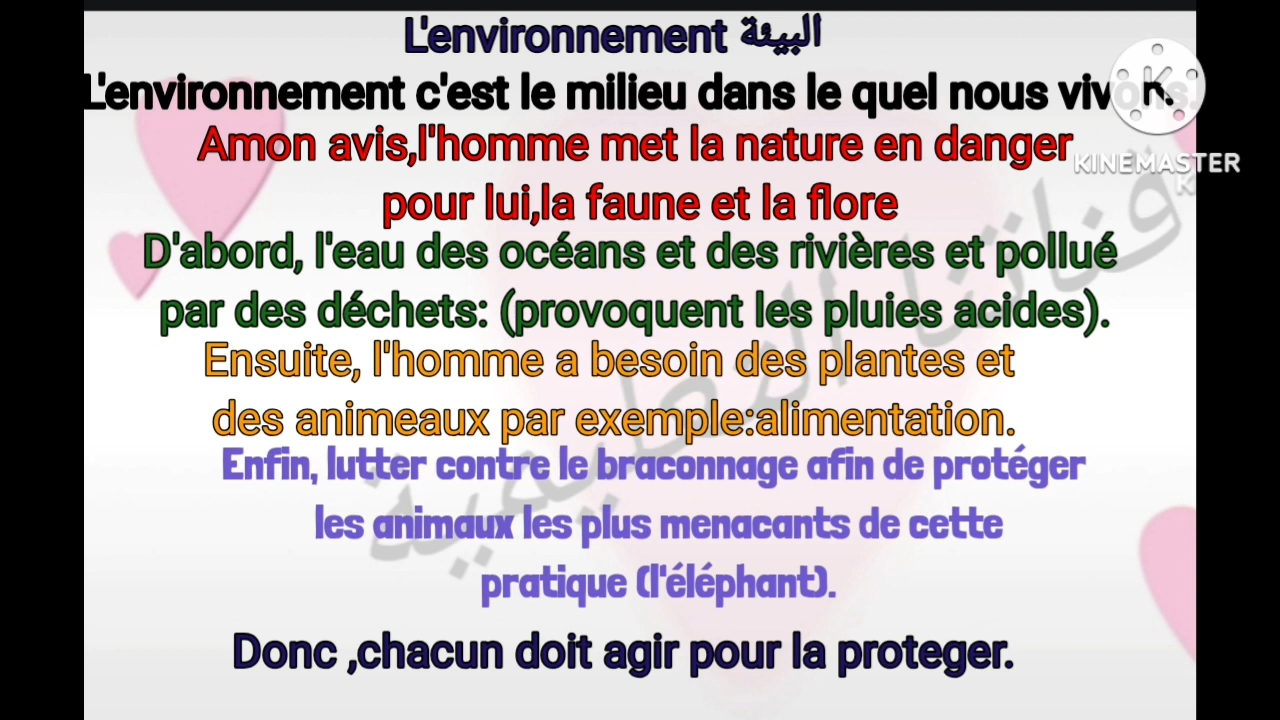 L'environnement البيئة
L'environnement c'est le milieu dans le quel nous vivons.
Amon avis,l'homme met la nature en danger
pour lui,la faune et la flore
D'abord, l'eau des océans et des rivières et pollué
par des déchets: (provoquent les pluies acides).
Ensuite, l'homme a besoin des plantes et
des animeaux par exemple:alimentation.
Enfin, lutter contre le braconnage afin de protéger
les animaux les plus menacants de cette
pratique (l'éléphant).
Donc ,chacun doit agir pour la proteger.
K
KINEMASTER
قناتنا التعليمية